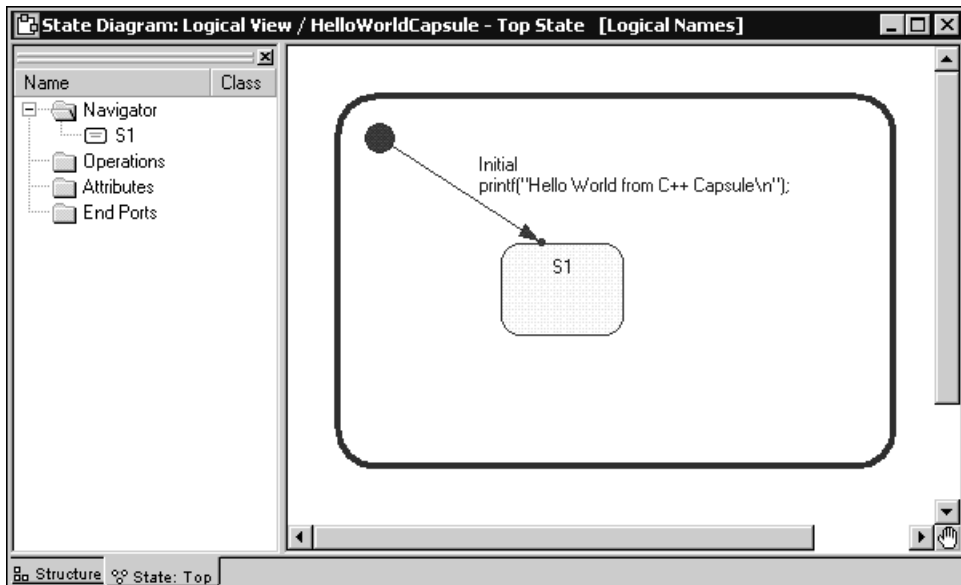 State Diagram: Logical View / HelloWorldCapsule - Top State [Logical Names]
Name Class
Navigator
S1
Operations
Attributes
End Ports
Initial
printf("Hello World from C++ Capsule\n");
S1
Structure State: Top